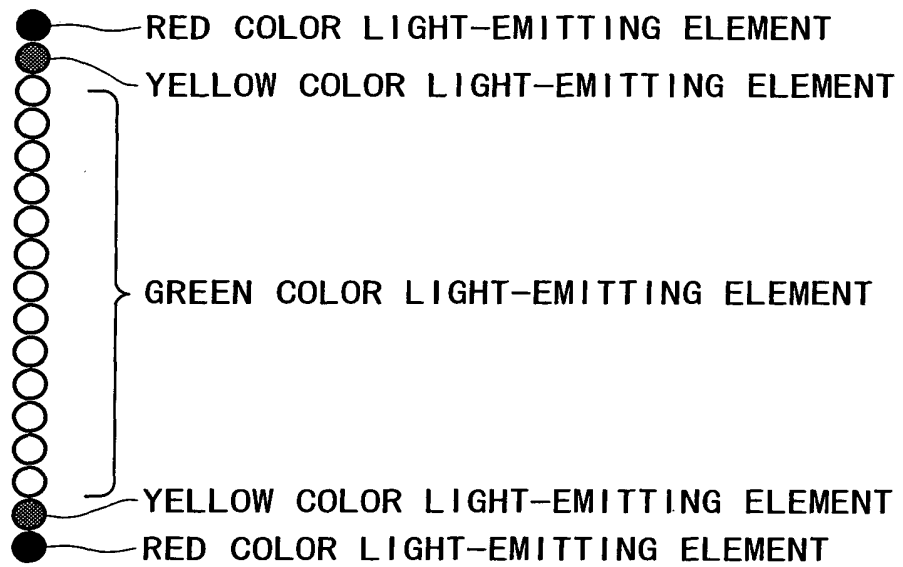 RED COLOR LIGHT-EMITTING ELEMENT
YELLOW COLOR LIGHT-EMITTING ELEMENT
GREEN COLOR LIGHT-EMITTING ELEMENT
YELLOW COLOR LIGHT-EMITTING ELEMENT
RED COLOR LIGHT-EMITTING ELEMENT